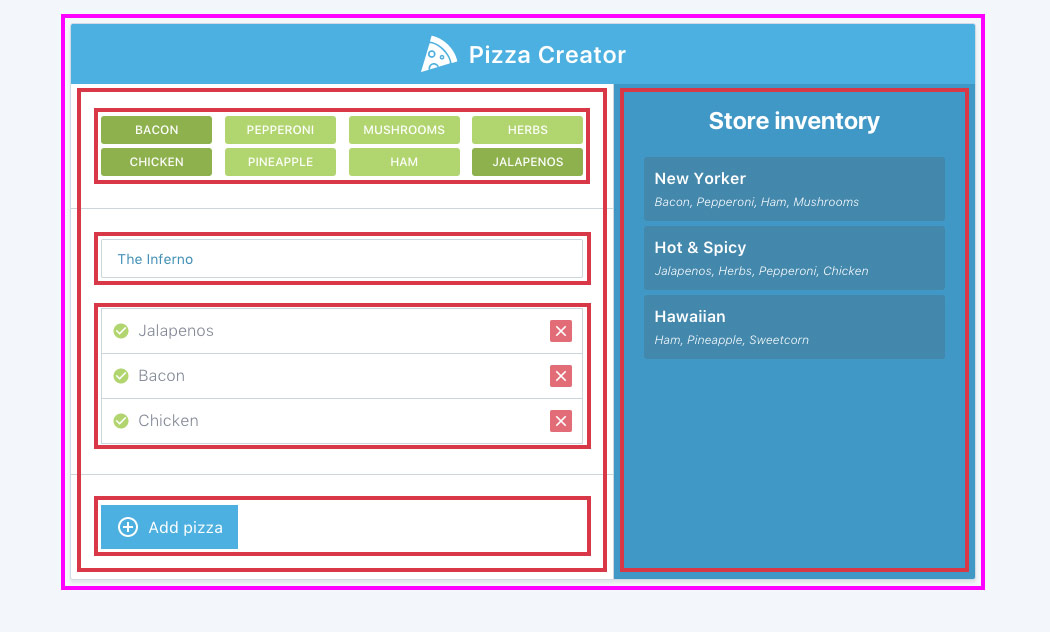 Pizza Creator
BACON PEPPERONI MUSHROOMS HERBS
CHICKEN PINEAPPLE HAM JALAPENOS
The Inferno
Jalapenos
Bacon
Chicken
Add pizza
Store inventory
New Yorker
Bacon, Pepperoni, Ham, Mushrooms
Hot & Spicy
Jalapenos, Herbs, Pepperoni, Chicken
Hawaiian
Ham, Pineapple, Sweetcorn